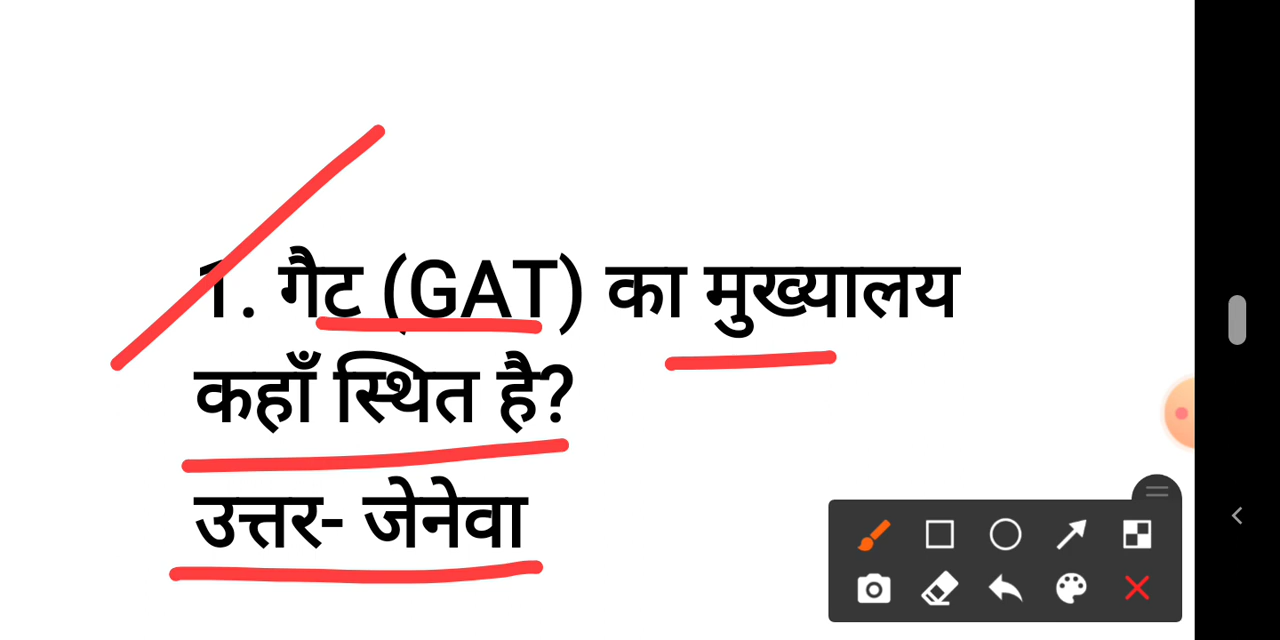 1. गैट (GAT) का मुख्यालय
कहाँ स्थित है?
उत्तर- जेनेवा